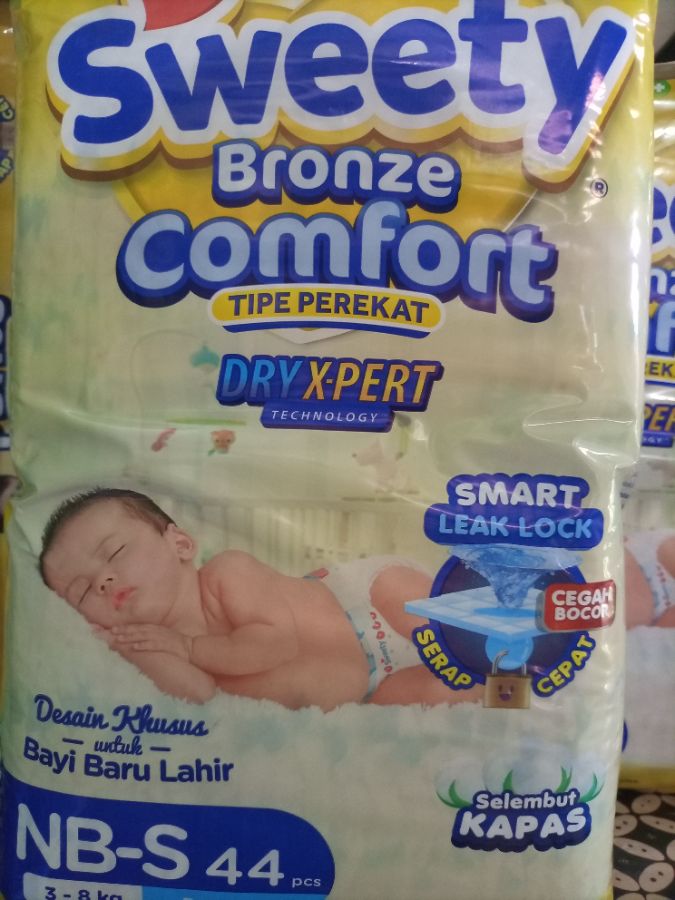 Sweety
®
Bronze
Comfort
TIPE PEREKAT
DRY X-PERT
TECHNOLOGY
SMART
LEAK LOCK
CEGAH
BOCOR
SERAP
CEPAT
Desain Khusus
untuk
Bayi Baru Lahir
Selembut
KAPAS
NB-S 44 pcs
3 - 8 kg